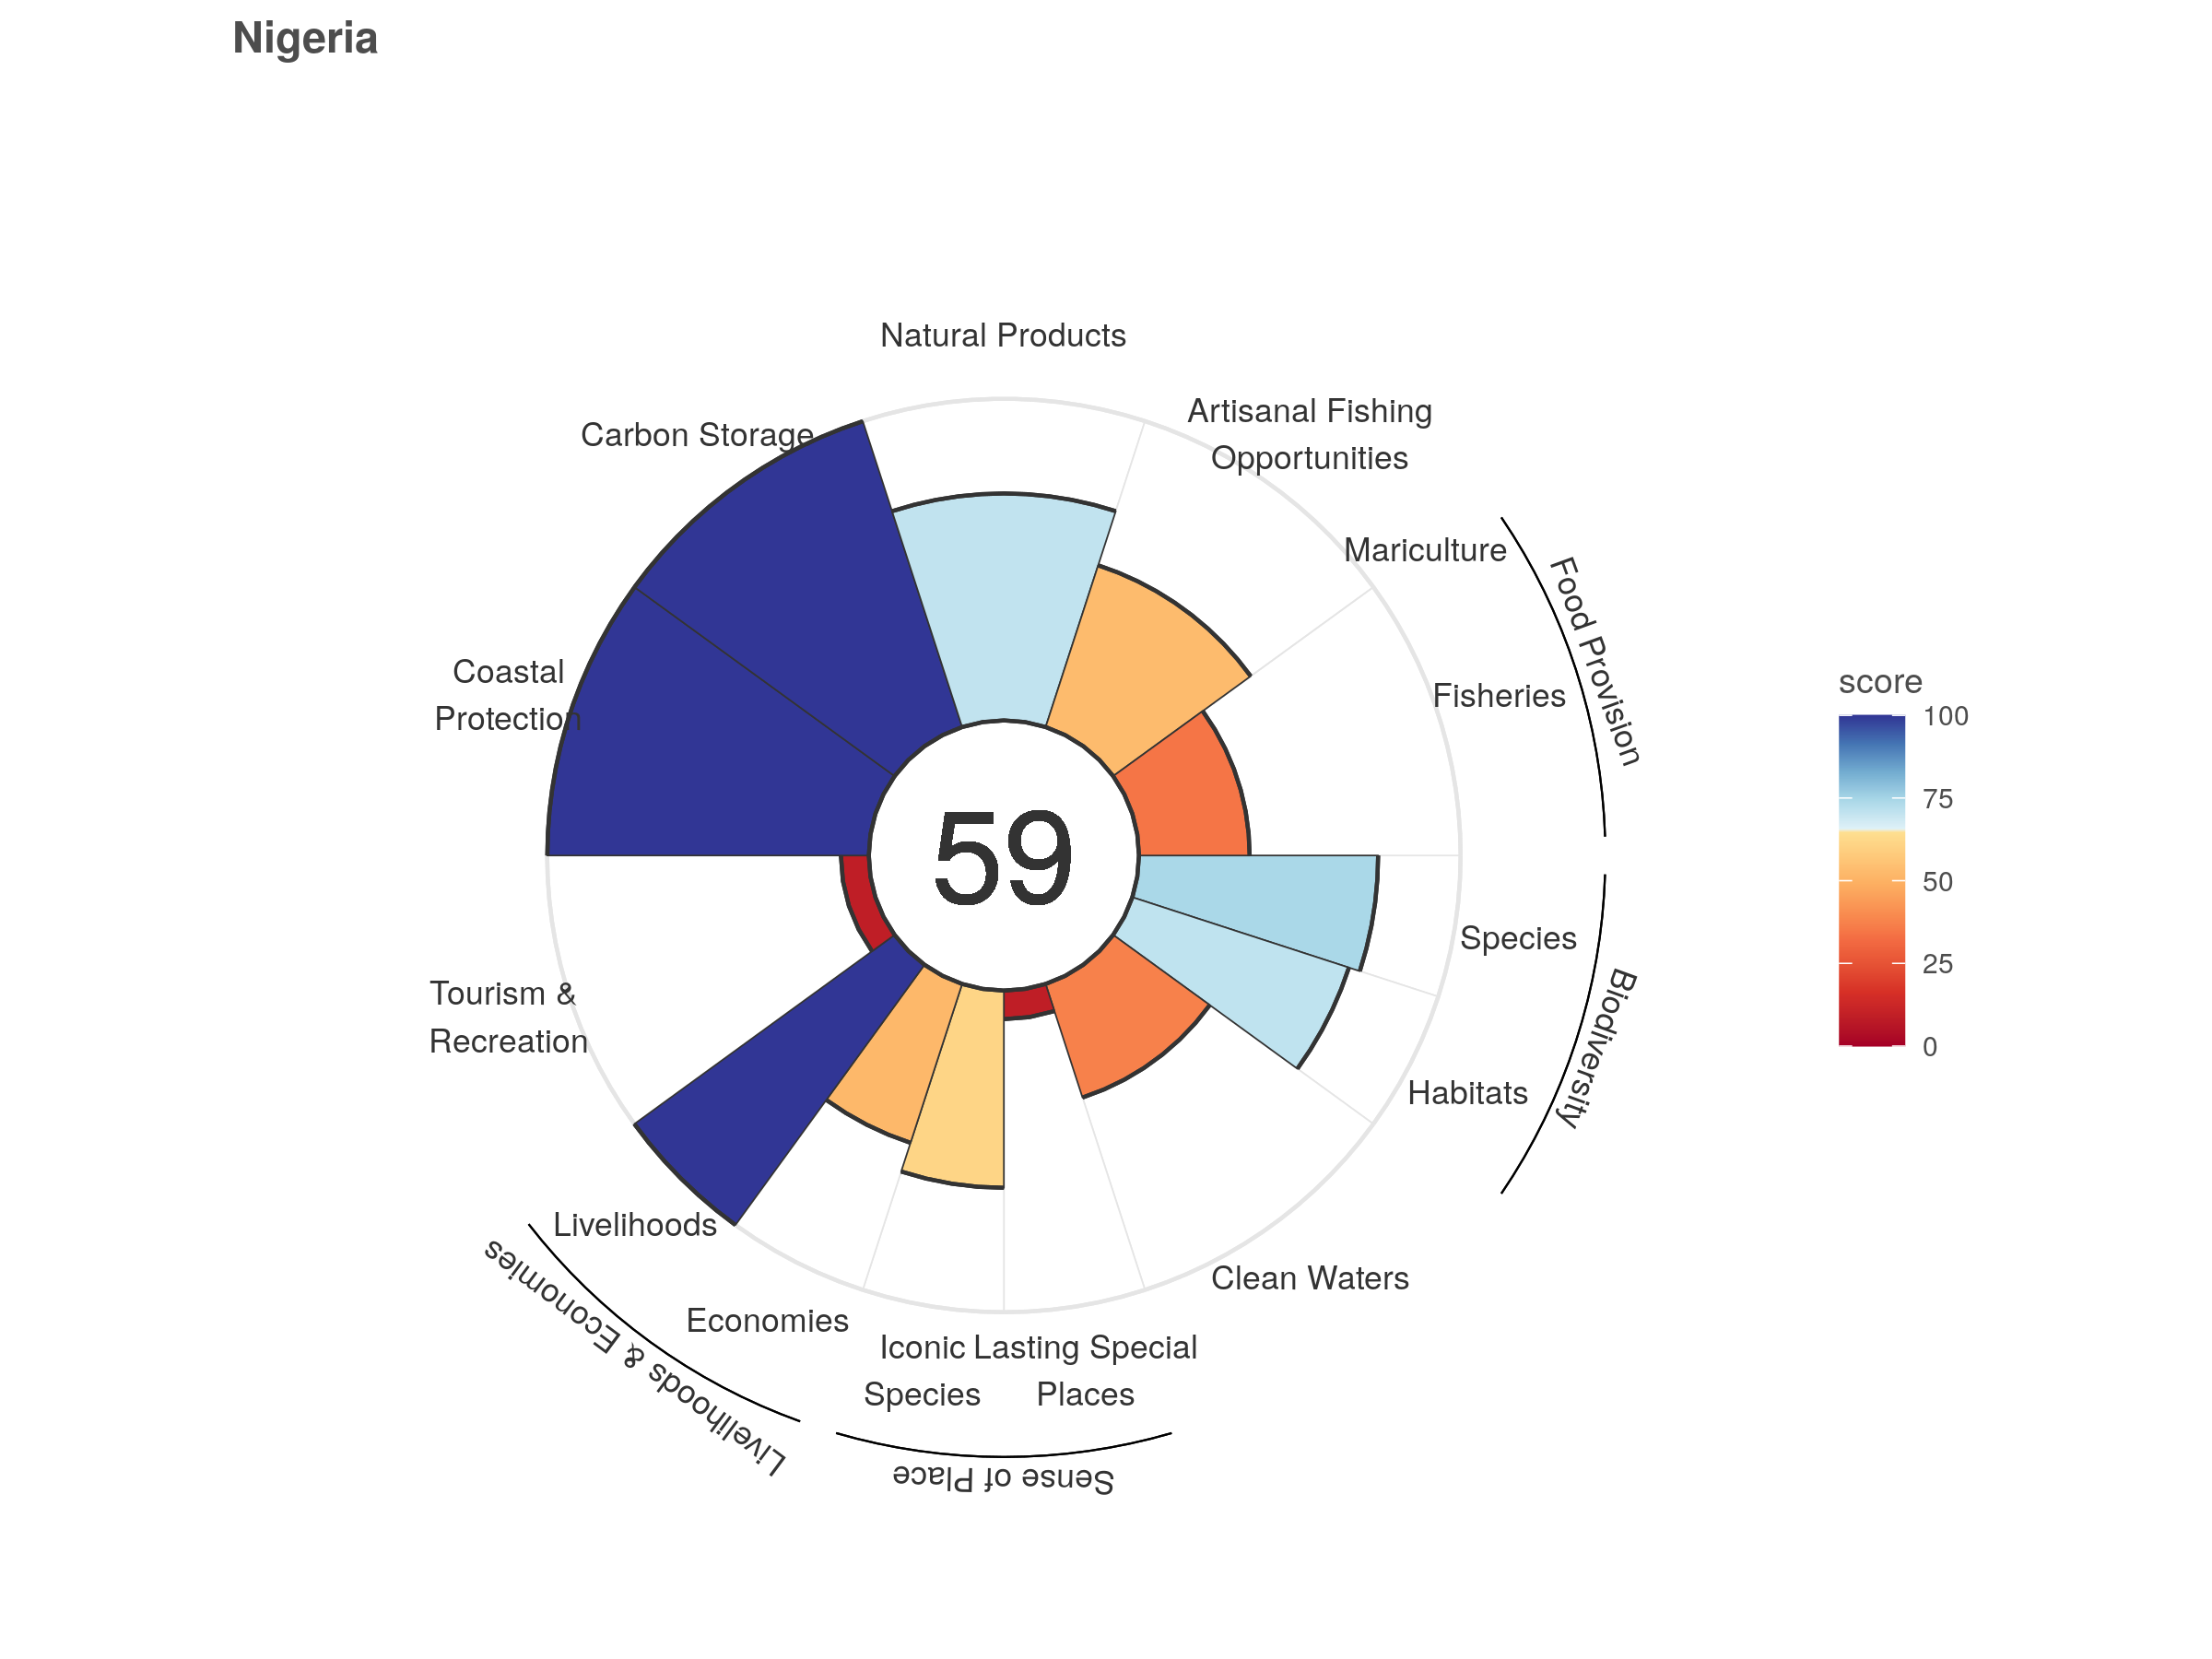 Nigeria
Natural Products
Artisanal Fishing
Opportunities
Carbon Storage
Mariculture
Food Provision
Coastal
Protection
Fisheries
score
100
75
50
25
0
59
Species
Biodiversity
Tourism &
Recreation
Habitats
Livelihoods
Clean Waters
Livelihoods & Economies
Economies
Iconic
Species
Lasting Special
Places
Sense of Place